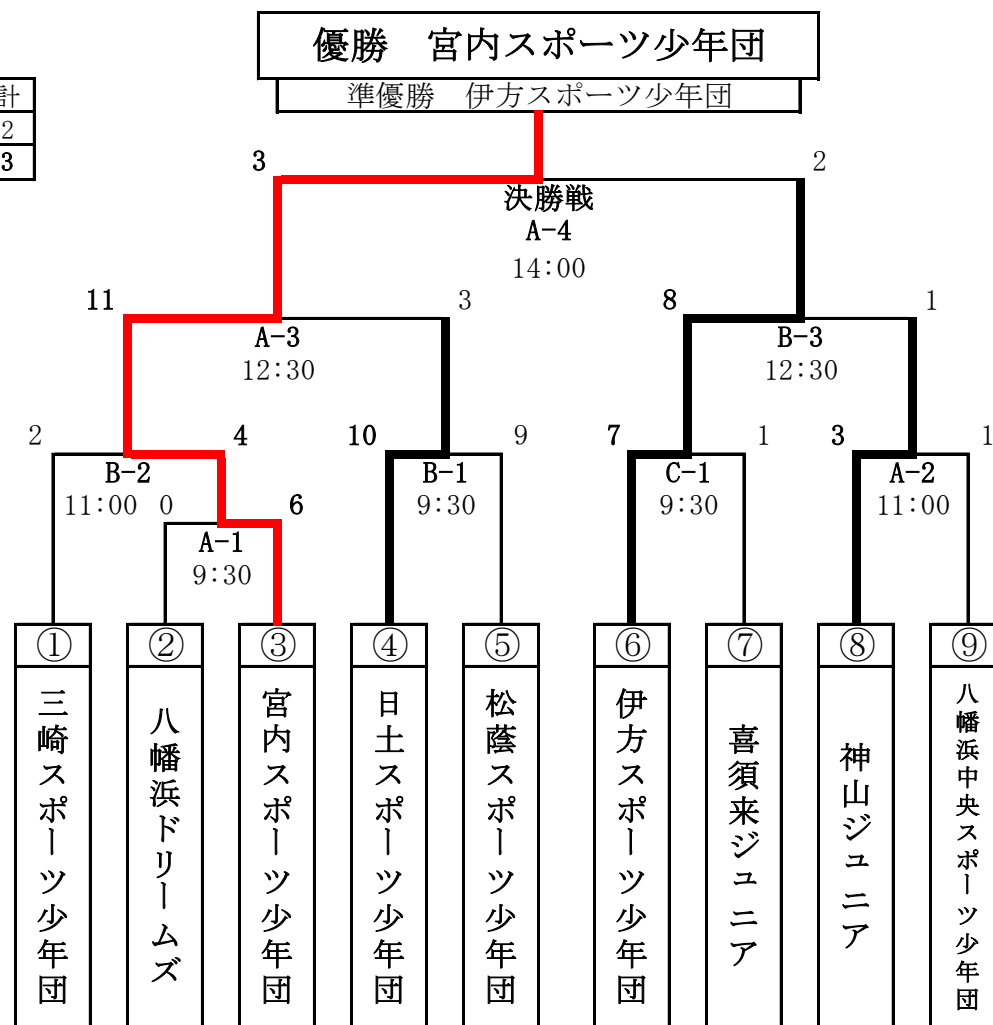 優勝　宮内スポーツ少年団
準優勝　伊方スポーツ少年団
計
2
3
3
2
決勝戦
A-4
14:00
11
3
8
1
A-3
12:30
B-3
12:30
2
4
10
9
7
1
3
1
B-2
11:00
B-1
9:30
C-1
9:30
A-2
11:00
0
6
A-1
9:30
①
三崎スポーツ少年団
②
八幡浜ドリームズ
③
宮内スポーツ少年団
④
日土スポーツ少年団
⑤
松蔭スポーツ少年団
⑥
伊方スポーツ少年団
⑦
喜須来ジュニア
⑧
神山ジュニア
⑨
八幡浜中央スポーツ少年団